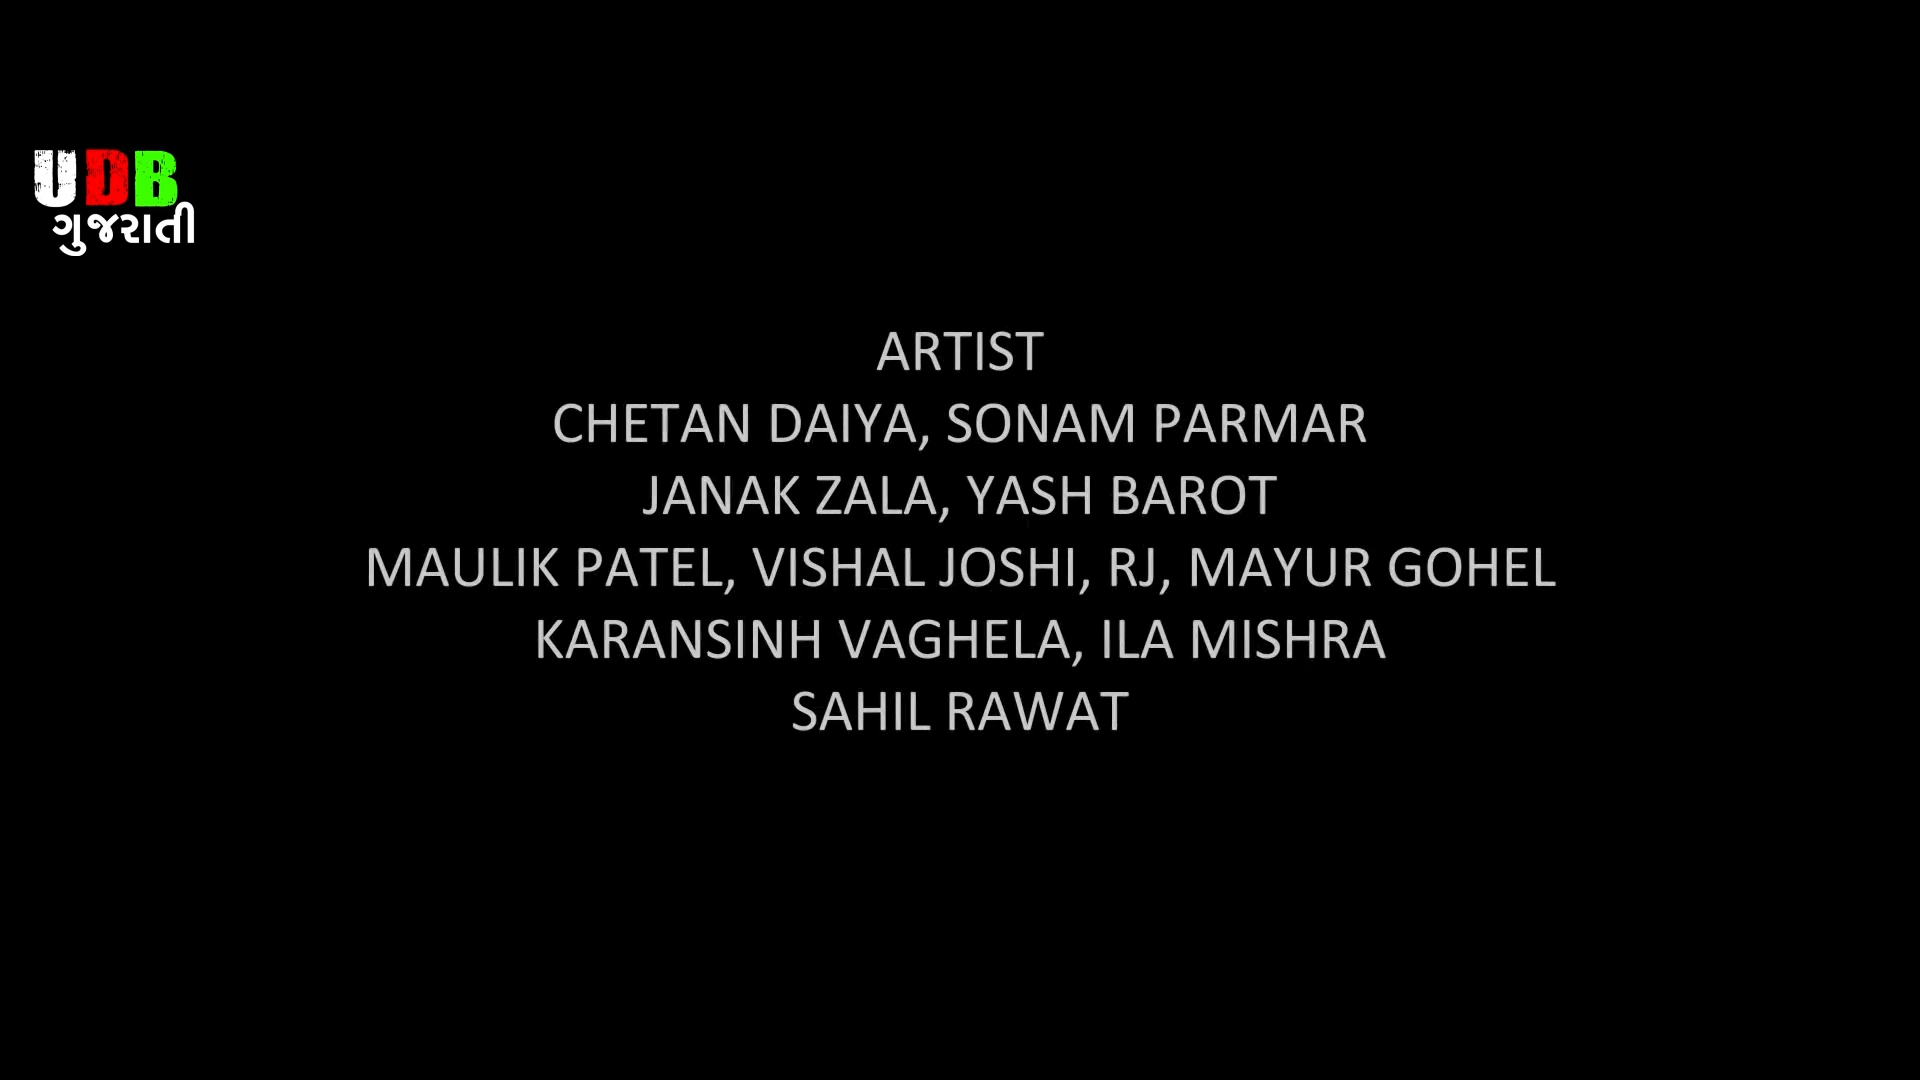 UDB
ગુજરાતી
ARTIST
CHETAN DAIYA, SONAM PARMAR
JANAK ZALA, YASH BAROT
MAULIK PATEL, VISHAL JOSHI, RJ, MAYUR GOHEL
KARANSINH VAGHELA, ILA MISHRA
SAHIL RAWAT